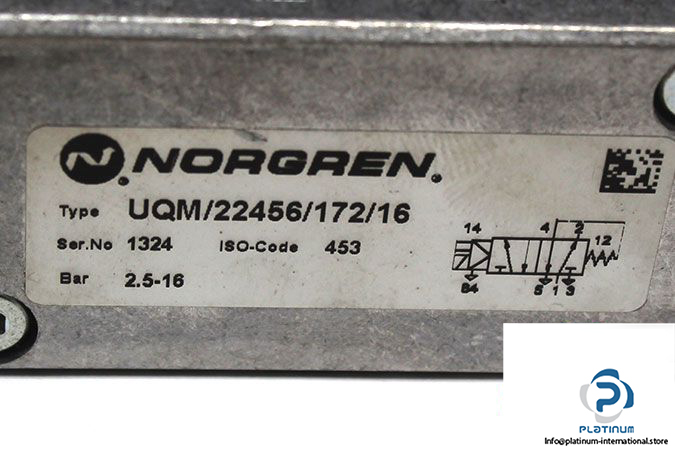 NORGREN.
Type UQM/22456/172/16
Ser.No 1324 ISO-Code 453
Bar 2.5-16
14 4 2 12
84 5 1 3
PLATINUM
Info@platinum-international.store